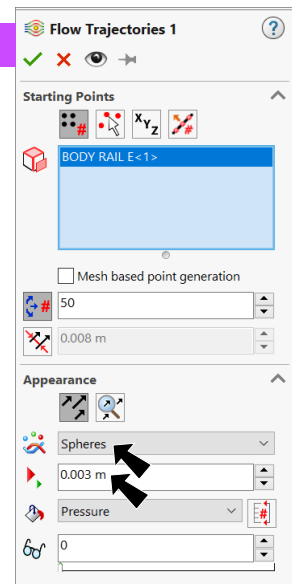 Flow Trajectories 1
?
Starting Points
# XYZ #
BODY RAIL E<1>
Mesh based point generation
# 50
0.008 m
Appearance
Spheres
0.003 m
Pressure #
0